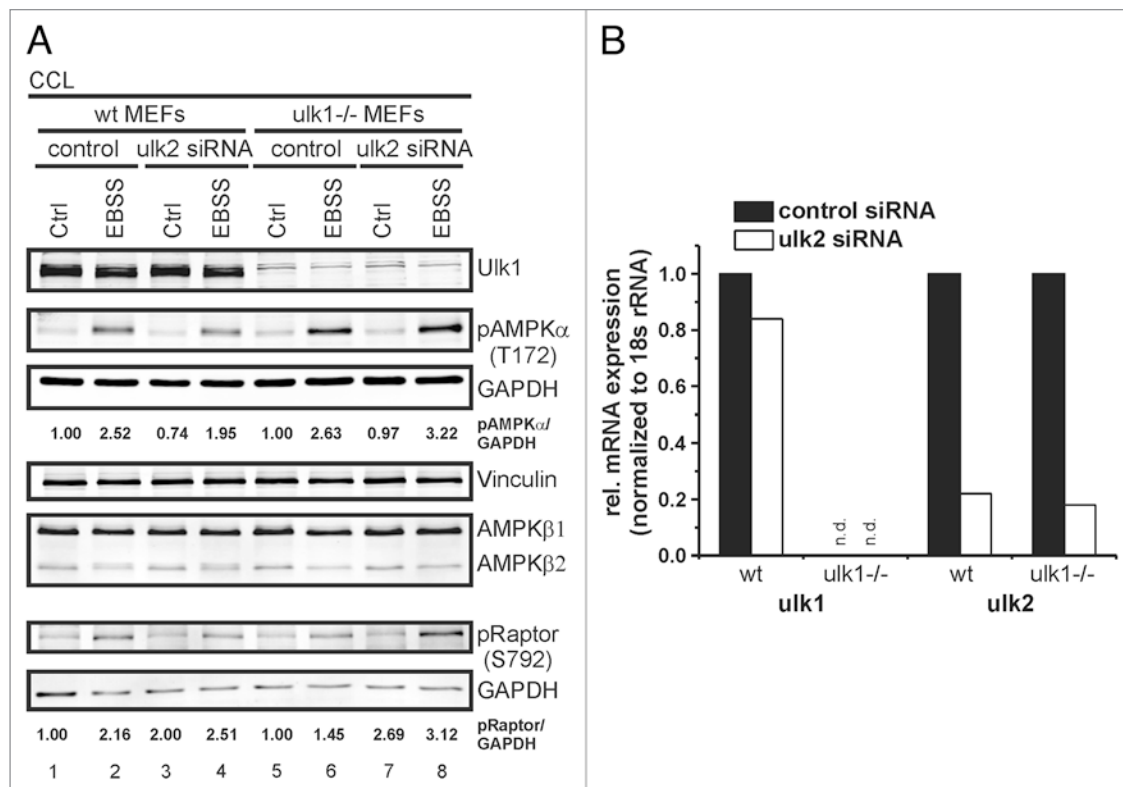 A
CCL
wt MEFs ulk1-/- MEFs
control ulk2 siRNA control ulk2 siRNA
Ctrl EBSS Ctrl EBSS Ctrl EBSS Ctrl EBSS
Ulk1
pAMPKα
(T172)
GAPDH
1.00 2.52 0.74 1.95 1.00 2.63 0.97 3.22 pAMPKα/
GAPDH
Vinculin
AMPKβ1
AMPKβ2
pRaptor
(S792)
GAPDH
1.00 2.16 2.00 2.51 1.00 1.45 2.69 3.12 pRaptor/
GAPDH
1 2 3 4 5 6 7 8
B
control siRNA
ulk2 siRNA
rel. mRNA expression
(normalized to 18s rRNA)
1.0
0.8
0.6
0.4
0.2
0.0
n.d. n.d.
wt ulk1-/- wt ulk1-/-
ulk1 ulk2